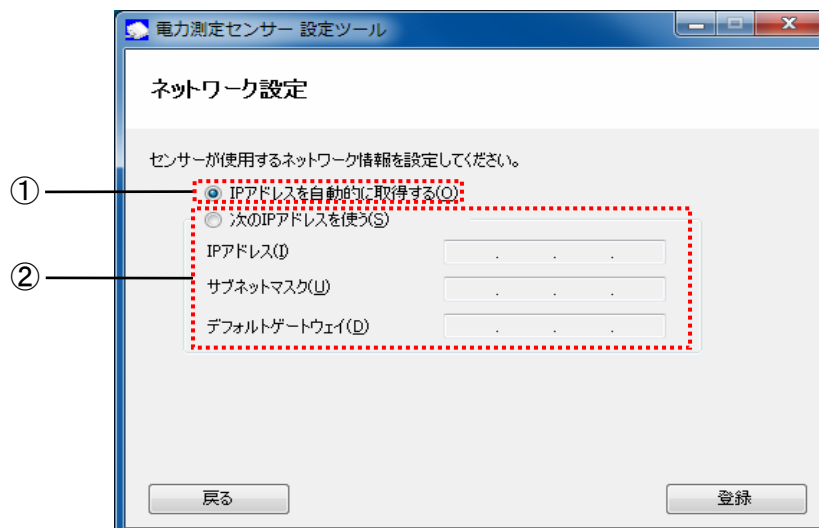 電力測定センサー 設定ツール
ネットワーク設定
センサーが使用するネットワーク情報を設定してください。
① IPアドレスを自動的に取得する(O)
次のIPアドレスを使う(S)
IPアドレス(I) . . .
② サブネットマスク(U) . . .
デフォルトゲートウェイ(D) . . .
戻る 登録